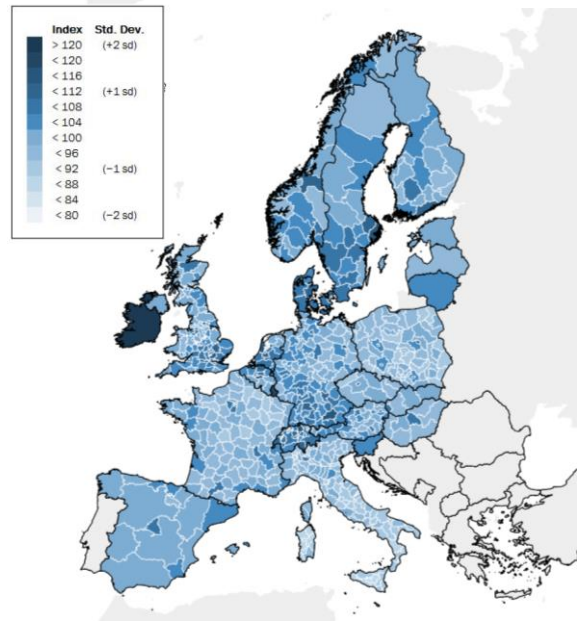 Index Std. Dev.
> 120 (+2 sd)
< 120
< 116
< 112 (+1 sd)
< 108
< 104
< 100
< 96
< 92 (−1 sd)
< 88
< 84
< 80 (−2 sd)